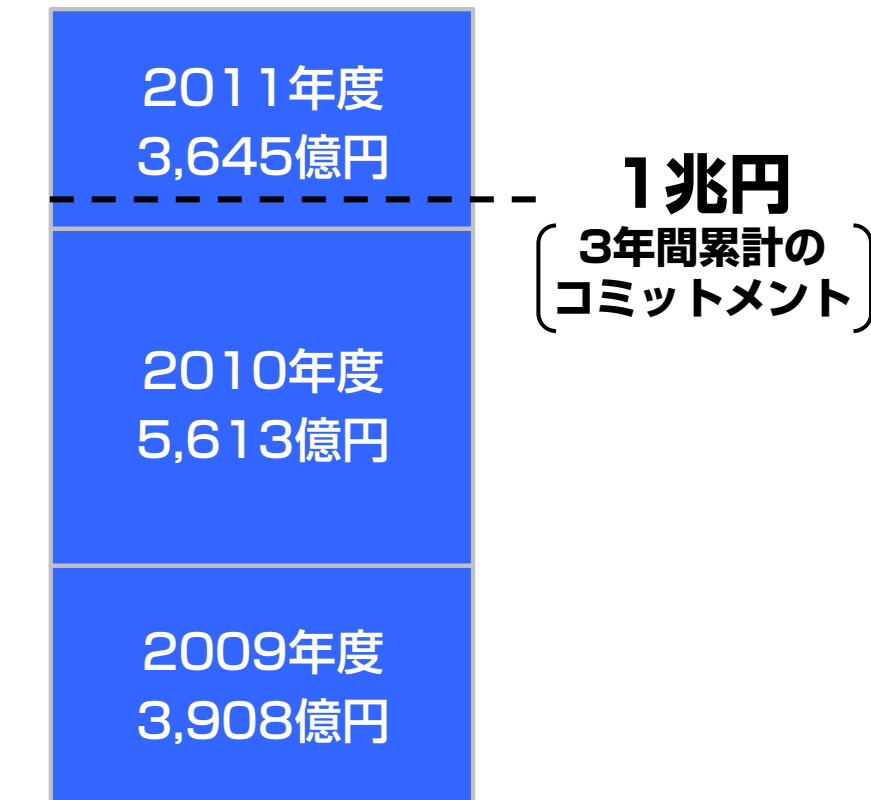 2011年度
3,645億円
1兆円
3年間累計の
コミットメント
2010年度
5,613億円
2009年度
3,908億円